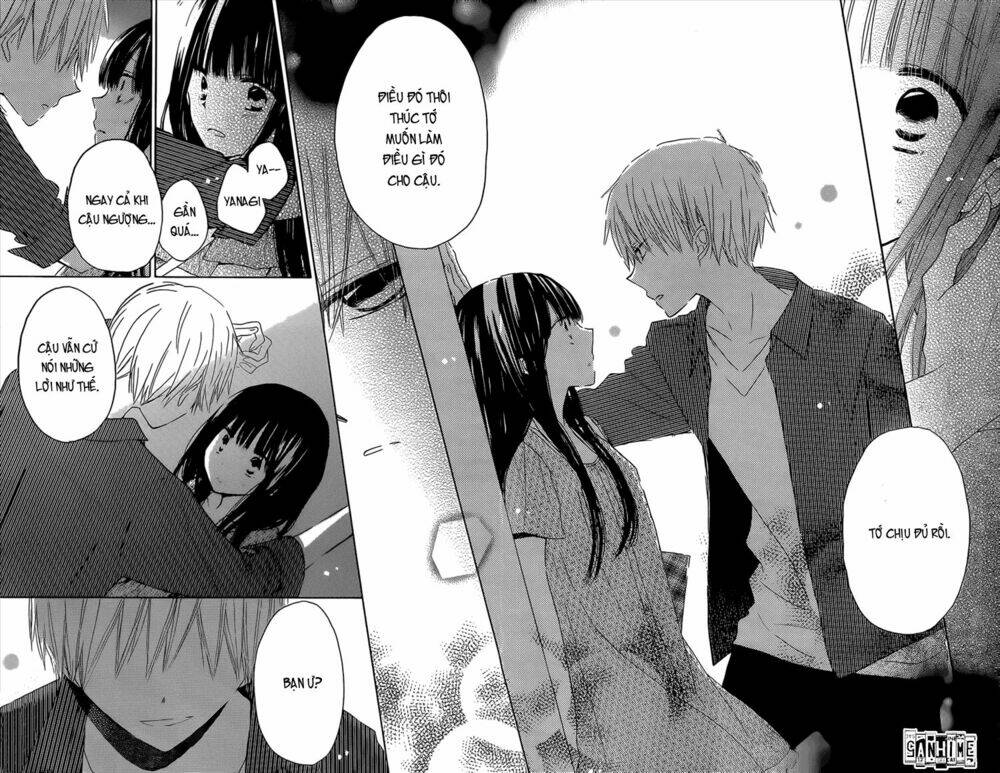 TỚ CHỊU ĐỦ RỒI.
ĐIỀU ĐÓ THÔI
THÚC TỚ
MUỐN LÀM
ĐIỀU GÌ ĐÓ
CHO CẬU.
YA--
YANAGI
GẦN
QUÁ...
NGAY CẢ KHI
CẬU NGƯỢNG...
CẬU VẪN CỨ
NÓI NHỮNG
LỜI NHƯ THẾ.
BẠN Ư?
SANHIME